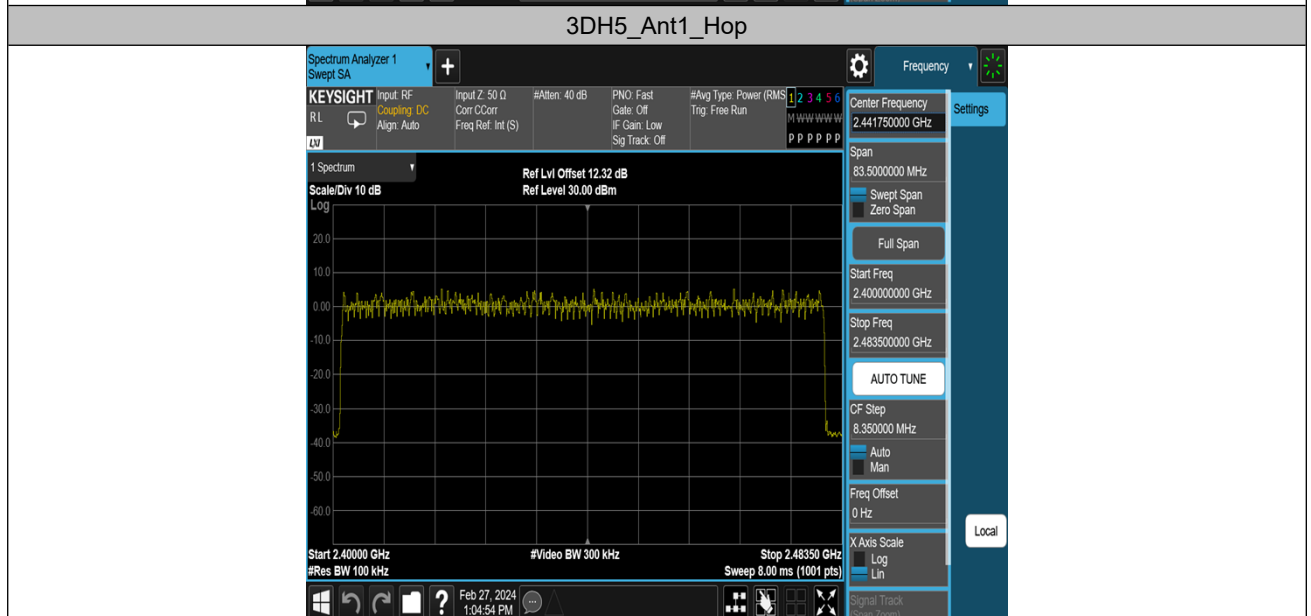 3DH5_Ant1_Hop
Spectrum Analyzer 1
Swept SA
+
Frequency
KEYSIGHT
RL
LXI
Input: RF
Coupling: DC
Align: Auto
Input Z: 50 Ω
Corr CCorr
Freq Ref: Int (S)
#Atten: 40 dB
PNO: Fast
Gate: Off
IF Gain: Low
Sig Track: Off
#Avg Type: Power (RMS
Trig: Free Run
1 2 3 4 5 6
M W W W W W
P P P P P P
Center Frequency
2.441750000 GHz
Settings
Span
83.5000000 MHz
Swept Span
Zero Span
Full Span
Start Freq
2.400000000 GHz
Stop Freq
2.483500000 GHz
AUTO TUNE
CF Step
8.350000 MHz
Auto
Man
Freq Offset
0 Hz
X Axis Scale
Log
Lin
Signal Track
(Span Zoom)
Local
1 Spectrum
Scale/Div 10 dB
Ref Lvl Offset 12.32 dB
Ref Level 30.00 dBm
Log
20.0
10.0
0.00
-10.0
-20.0
-30.0
-40.0
-50.0
-60.0
Start 2.40000 GHz
#Video BW 300 kHz
Stop 2.48350 GHz
#Res BW 100 kHz
Sweep 8.00 ms (1001 pts)
?
Feb 27, 2024
1:04:54 PM